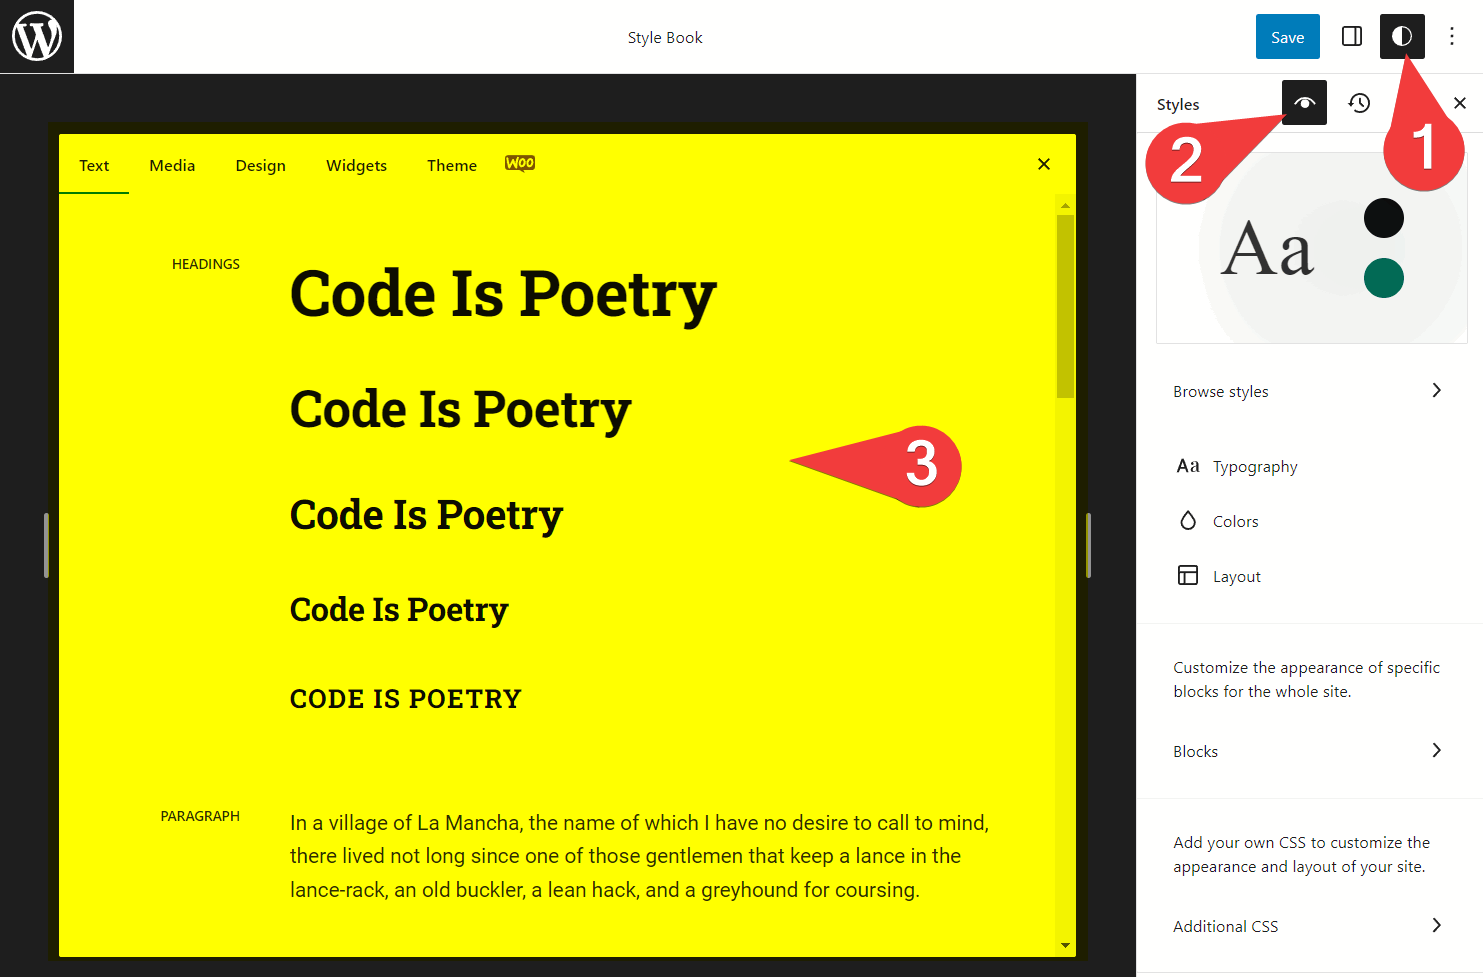 Style Book
Save
Styles
1
2
Text Media Design Widgets Theme Woo
Aa
HEADINGS
Code Is Poetry
Code Is Poetry
Code Is Poetry
Code Is Poetry
CODE IS POETRY
3
PARAGRAPH
In a village of La Mancha, the name of which I have no desire to call to mind,
there lived not long since one of those gentlemen that keep a lance in the
lance-rack, an old buckler, a lean hack, and a greyhound for coursing.
Browse styles
Aa Typography
Colors
Layout
Customize the appearance of specific
blocks for the whole site.
Blocks
Add your own CSS to customize the
appearance and layout of your site.
Additional CSS